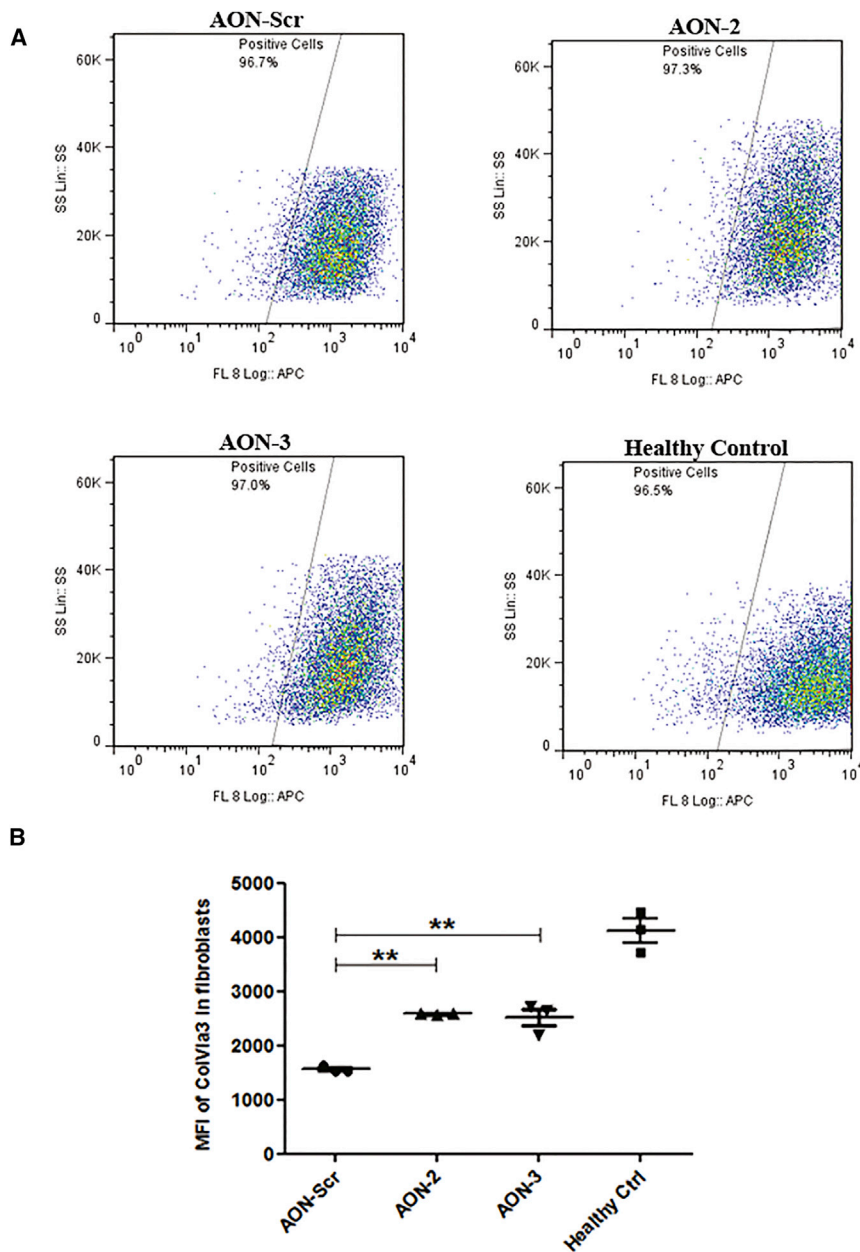 A
AON-Scr
Positive Cells
96.7%
60K
40K
20K
0
SS Lin:: SS
10^0 10^1 10^2 10^3 10^4
FL 8 Log:: APC
AON-2
Positive Cells
97.3%
60K
40K
20K
0
SS Lin:: SS
10^0 10^1 10^2 10^3 10^4
FL 8 Log:: APC
AON-3
Positive Cells
97.0%
60K
40K
20K
0
SS Lin:: SS
10^0 10^1 10^2 10^3 10^4
FL 8 Log:: APC
Healthy Control
Positive Cells
96.5%
60K
40K
20K
0
SS Lin:: SS
10^0 10^1 10^2 10^3 10^4
FL 8 Log:: APC
B
MFI of ColVIa3 in fibroblasts
5000
4000
3000
2000
1000
0
**
**
AON-Scr
AON-2
AON-3
Healthy Ctrl